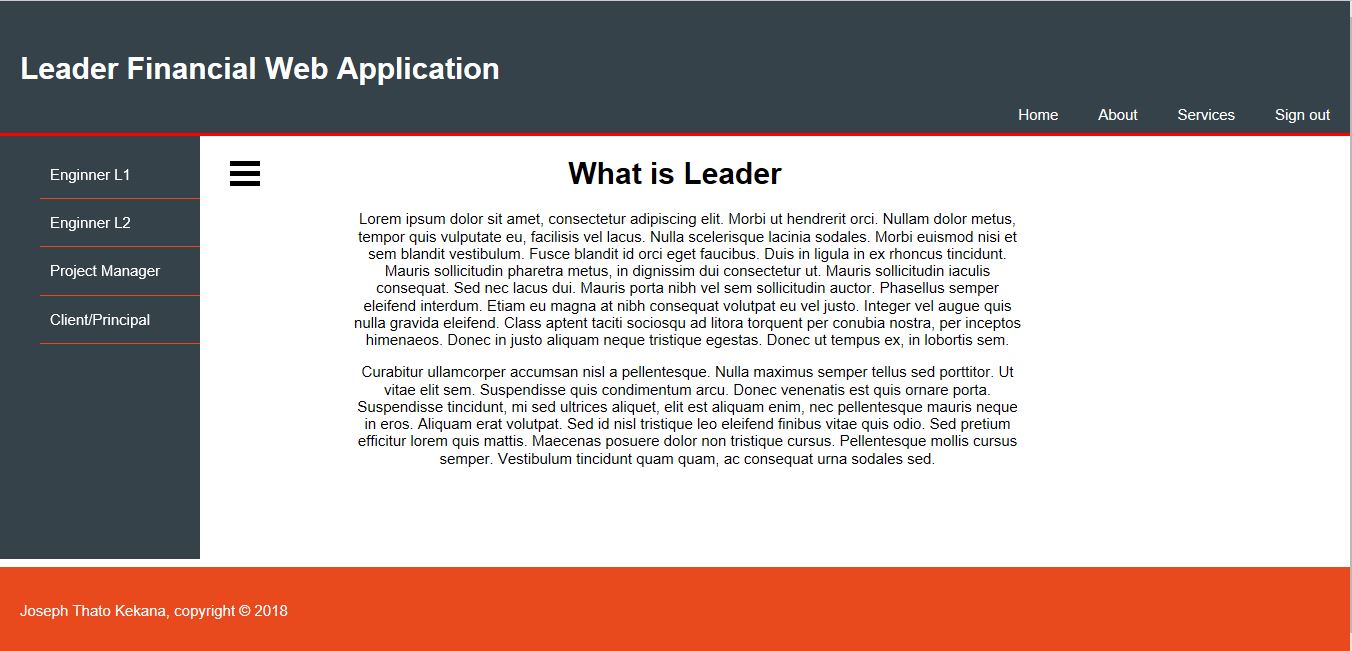 Leader Financial Web Application
Home About Services Sign out
Enginner L1
Enginner L2
Project Manager
Client/Principal
What is Leader
Lorem ipsum dolor sit amet, consectetur adipiscing elit. Morbi ut hendrerit orci. Nullam dolor metus,
tempor quis vulputate eu, facilisis vel lacus. Nulla scelerisque lacinia sodales. Morbi euismod nisi et
sem blandit vestibulum. Fusce blandit id orci eget faucibus. Duis in ligula in ex rhoncus tincidunt.
Mauris sollicitudin pharetra metus, in dignissim dui consectetur ut. Mauris sollicitudin iaculis
consequat. Sed nec lacus dui. Mauris porta nibh vel sem sollicitudin auctor. Phasellus semper
eleifend interdum. Etiam eu magna at nibh consequat volutpat eu vel justo. Integer vel augue quis
nulla gravida eleifend. Class aptent taciti sociosqu ad litora torquent per conubia nostra, per inceptos
himenaeos. Donec in justo aliquam neque tristique egestas. Donec ut tempus ex, in lobortis sem.
Curabitur ullamcorper accumsan nisl a pellentesque. Nulla maximus semper tellus sed porttitor. Ut
vitae elit sem. Suspendisse quis condimentum arcu. Donec venenatis est quis ornare porta.
Suspendisse tincidunt, mi sed ultrices aliquet, elit est aliquam enim, nec pellentesque mauris neque
in eros. Aliquam erat volutpat. Sed id nisl tristique leo eleifend finibus vitae quis odio. Sed pretium
efficitur lorem quis mattis. Maecenas posuere dolor non tristique cursus. Pellentesque mollis cursus
semper. Vestibulum tincidunt quam quam, ac consequat urna sodales sed.
Joseph Thato Kekana, copyright © 2018